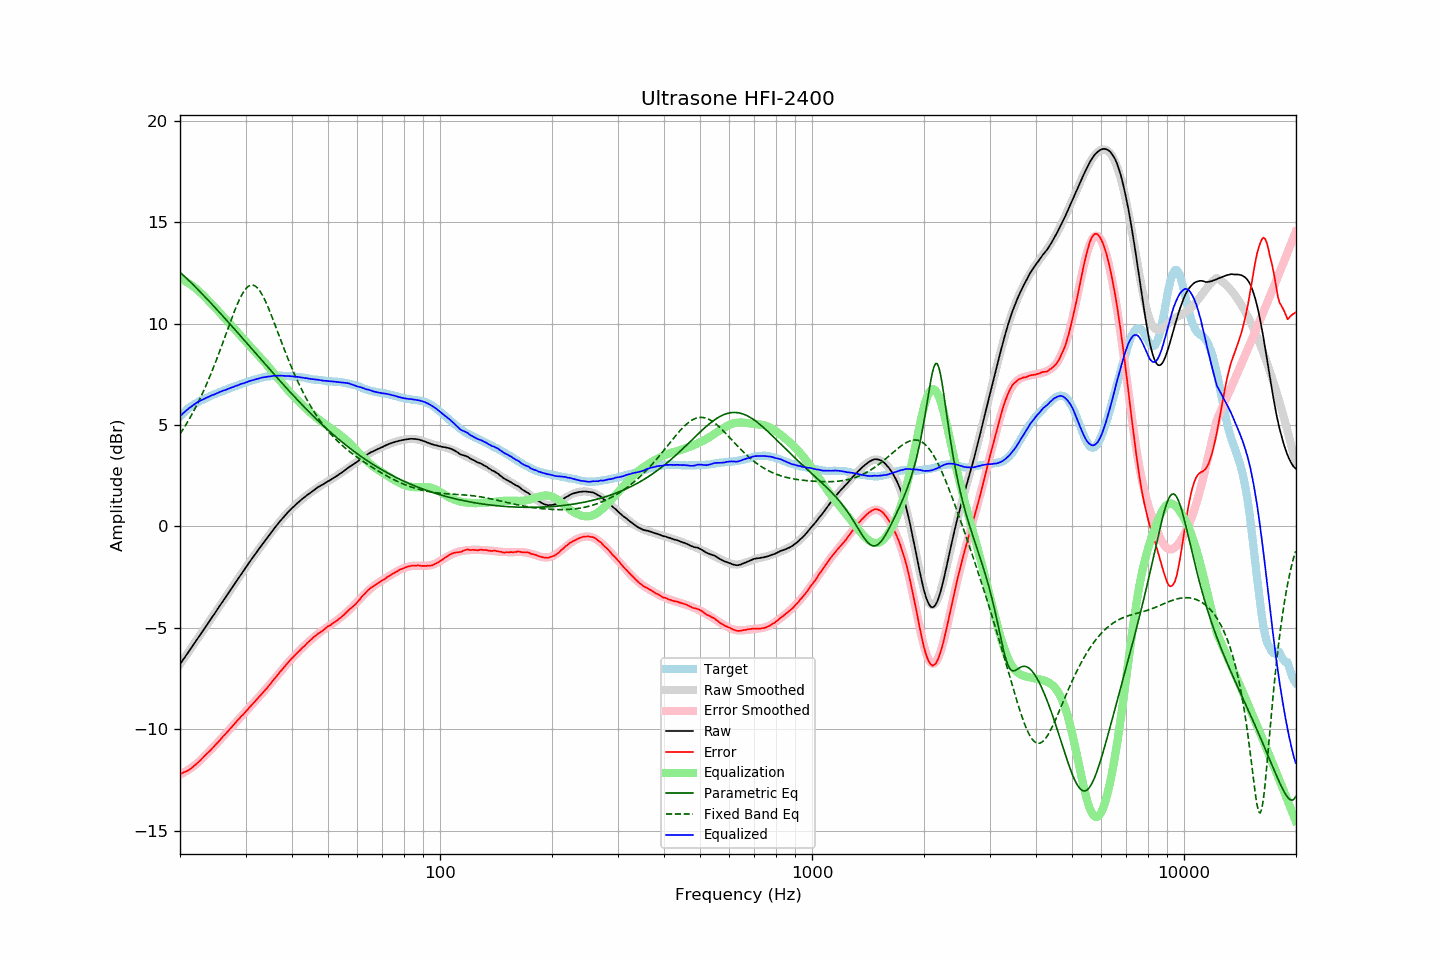 Ultrasone HFI-2400
Amplitude (dBr)
20
15
10
5
0
−5
−10
−15
Target
Raw Smoothed
Error Smoothed
Raw
Error
Equalization
Parametric Eq
Fixed Band Eq
Equalized
100
1000
10000
Frequency (Hz)